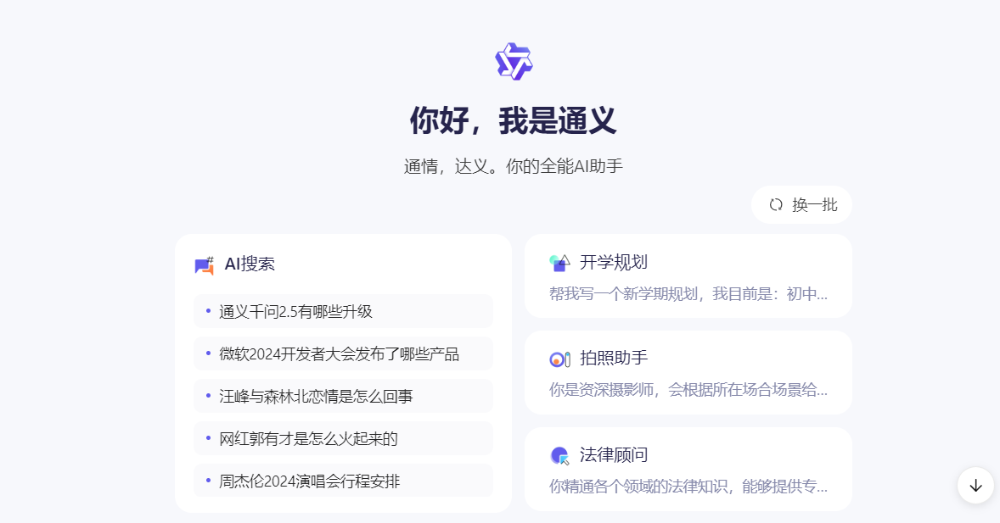 你好，我是通义
通情，达义。你的全能AI助手
换一批
AI搜索
通义千问2.5有哪些升级
微软2024开发者大会发布了哪些产品
汪峰与森林北恋情是怎么回事
网红郭有才是怎么火起来的
周杰伦2024演唱会行程安排
开学规划
帮我写一个新学期规划，我目前是：初中...
拍照助手
你是资深摄影师，会根据所在场合场景给...
法律顾问
你精通各个领域的法律知识，能够提供专...